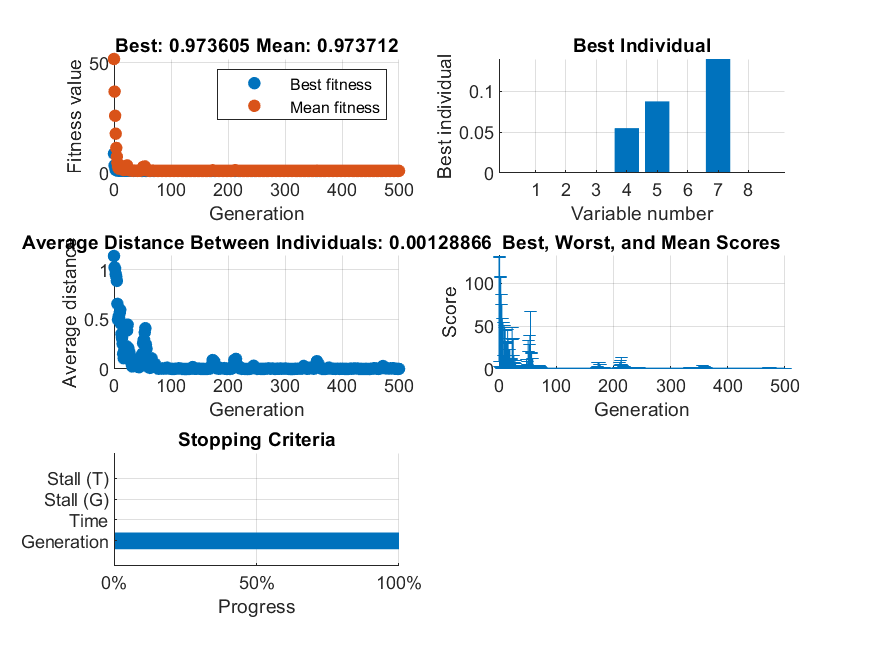 Best: 0.973605 Mean: 0.973712
Fitness value
50
0
Best fitness
Mean fitness
0 100 200 300 400 500
Generation
Best Individual
Best individual
0.1
0.05
0
1 2 3 4 5 6 7 8
Variable number
Average Distance Between Individuals: 0.00128866
Average distance
1
0.5
0
0 100 200 300 400 500
Generation
Best, Worst, and Mean Scores
Score
100
50
0
0 100 200 300 400 500
Generation
Stopping Criteria
Stall (T)
Stall (G)
Time
Generation
0% 50% 100%
Progress